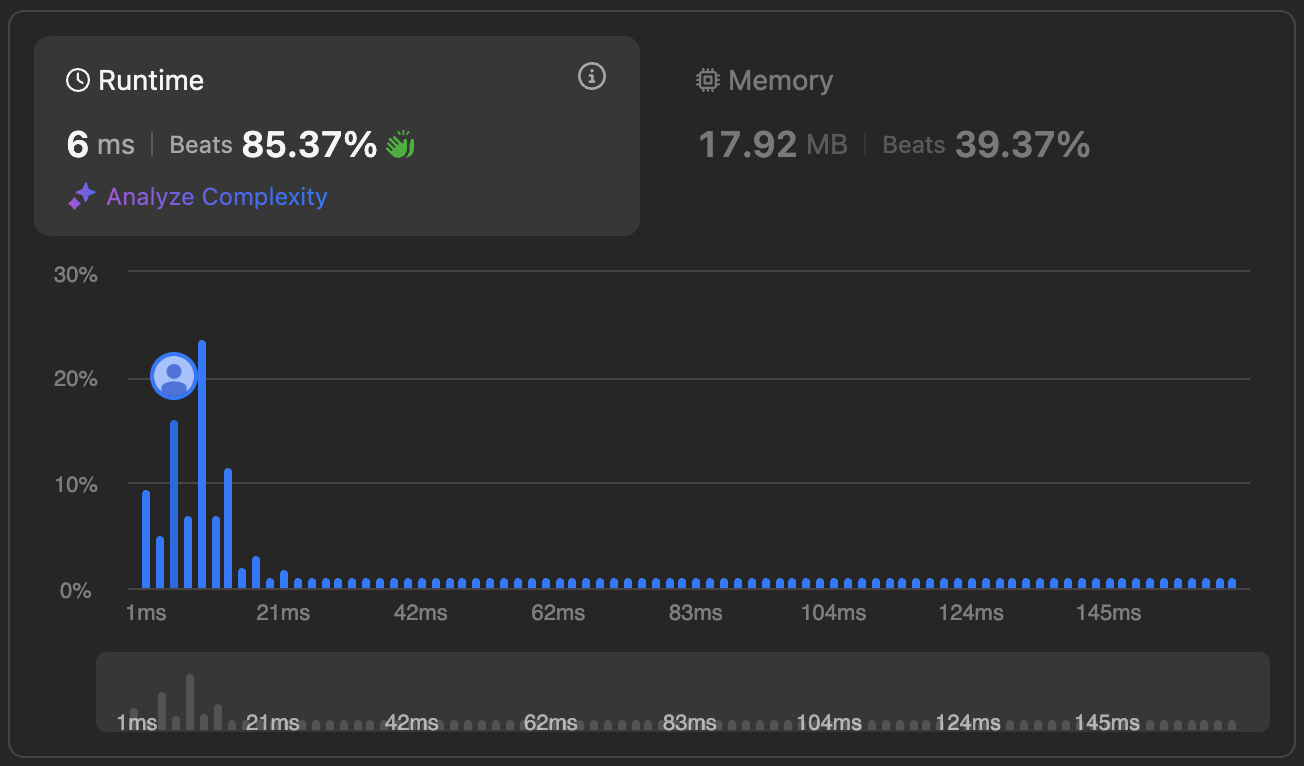 Runtime
6 ms | Beats 85.37%
Analyze Complexity
Memory
17.92 MB | Beats 39.37%
30%
20%
10%
0%
1ms 21ms 42ms 62ms 83ms 104ms 124ms 145ms
1ms 21ms 42ms 62ms 83ms 104ms 124ms 145ms